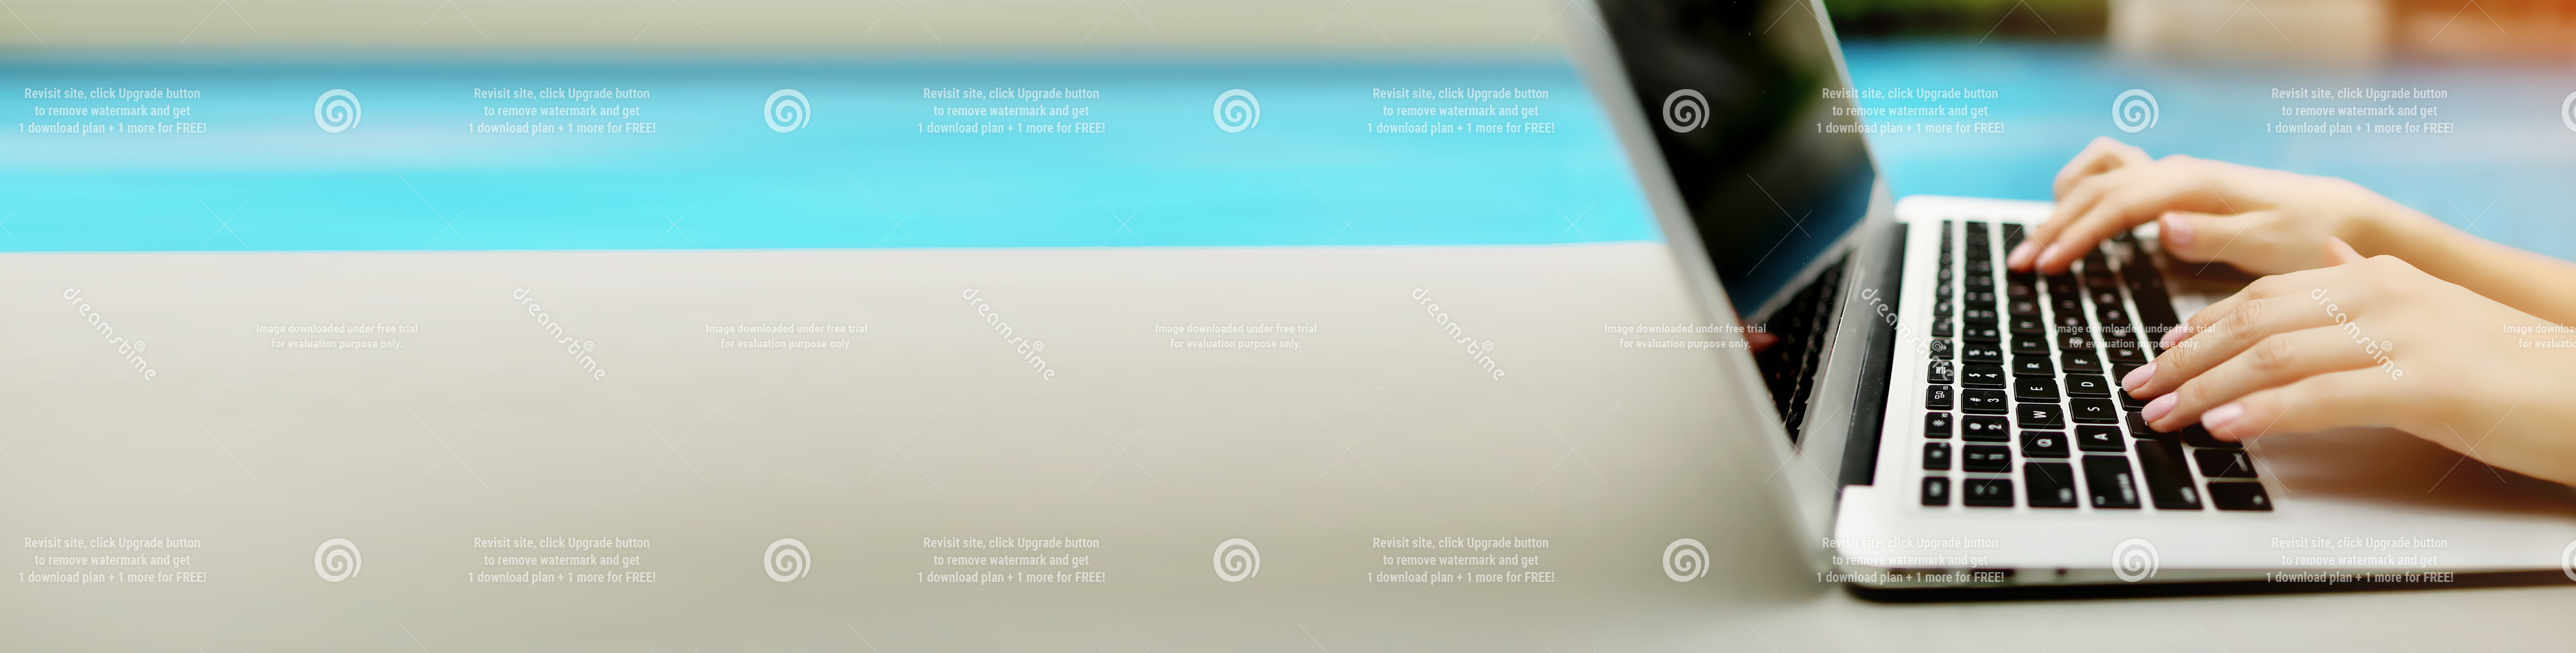 Revisit site, click Upgrade button
to remove watermark and get
1 download plan + 1 more for FREE!
Revisit site, click Upgrade button
to remove watermark and get
1 download plan + 1 more for FREE!
Revisit site, click Upgrade button
to remove watermark and get
1 download plan + 1 more for FREE!
Revisit site, click Upgrade button
to remove watermark and get
1 download plan + 1 more for FREE!
Revisit site, click Upgrade button
to remove watermark and get
1 download plan + 1 more for FREE!
Revisit site, click Upgrade button
to remove watermark and get
1 download plan + 1 more for FREE!
dreamstime
Image downloaded under free trial
for evaluation purpose only.
dreamstime
Image downloaded under free trial
for evaluation purpose only.
dreamstime
Image downloaded under free trial
for evaluation purpose only.
dreamstime
Image downloaded under free trial
for evaluation purpose only.
dreamstime
Image downloaded under free trial
for evaluation purpose only.
dreamstime
$ 4 R F
# 3 E D
@ 2 W S
! 1 Q A
Revisit site, click Upgrade button
to remove watermark and get
1 download plan + 1 more for FREE!
Revisit site, click Upgrade button
to remove watermark and get
1 download plan + 1 more for FREE!
Revisit site, click Upgrade button
to remove watermark and get
1 download plan + 1 more for FREE!
Revisit site, click Upgrade button
to remove watermark and get
1 download plan + 1 more for FREE!
Revisit site, click Upgrade button
to remove watermark and get
1 download plan + 1 more for FREE!
Revisit site, click Upgrade button
to remove watermark and get
1 download plan + 1 more for FREE!